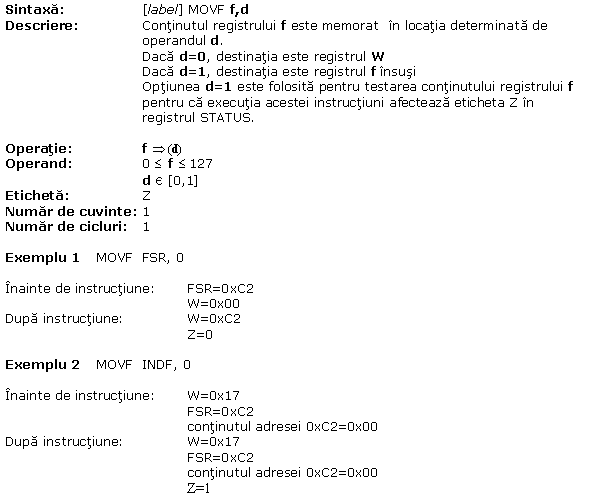 Sintaxă: [label] MOVF f,d
Descriere: Conţinutul registrului f este memorat în locaţia determinată de
operandul d.
Dacă d=0, destinaţia este registrul W
Dacă d=1, destinaţia este registrul f însuşi
Opţiunea d=1 este folosită pentru testarea conţinutului registrului f
pentru că execuţia acestei instrucţiuni afectează eticheta Z în
registrul STATUS.
Operaţie: f ⇒ (d)
Operand: 0 ≤ f ≤ 127
d ∈ [0,1]
Etichetă: Z
Număr de cuvinte: 1
Număr de cicluri: 1
Exemplu 1 MOVF FSR, 0
Înainte de instrucţiune: FSR=0xC2
W=0x00
După instrucţiune: W=0xC2
Z=0
Exemplu 2 MOVF INDF, 0
Înainte de instrucţiune: W=0x17
FSR=0xC2
conţinutul adresei 0xC2=0x00
După instrucţiune: W=0x17
FSR=0xC2
conţinutul adresei 0xC2=0x00
Z=1